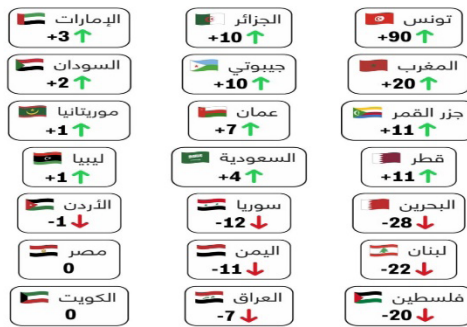 تونس
+90
الجزائر
+10
الإمارات
+3
المغرب
+20
جيبوتي
+10
السودان
+2
جزر القمر
+11
عمان
+7
موريتانيا
+1
قطر
+11
السعودية
+4
ليبيا
+1
البحرين
-28
سوريا
-12
الأردن
-1
لبنان
-22
اليمن
-11
مصر
0
فلسطين
-20
العراق
-7
الكويت
0